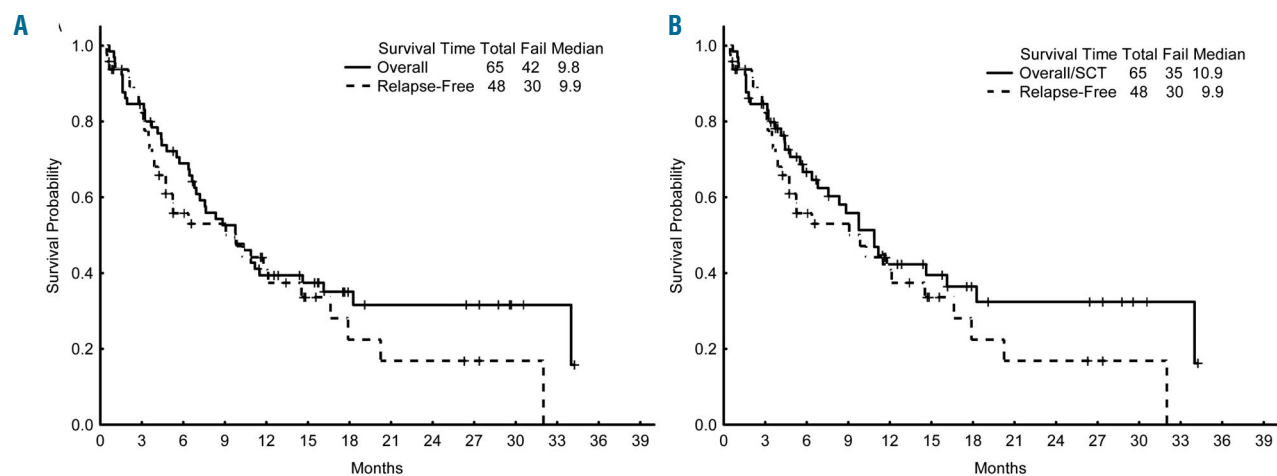 A
B
Survival Time Total Fail Median
Overall 65 42 9.8
Relapse-Free 48 30 9.9
Survival Probability
1.0
0.8
0.6
0.4
0.2
0.0
0 3 6 9 12 15 18 21 24 27 30 33 36 39
Months
Survival Time Total Fail Median
Overall/SCT 65 35 10.9
Relapse-Free 48 30 9.9
Survival Probability
1.0
0.8
0.6
0.4
0.2
0.0
0 3 6 9 12 15 18 21 24 27 30 33 36 39
Months